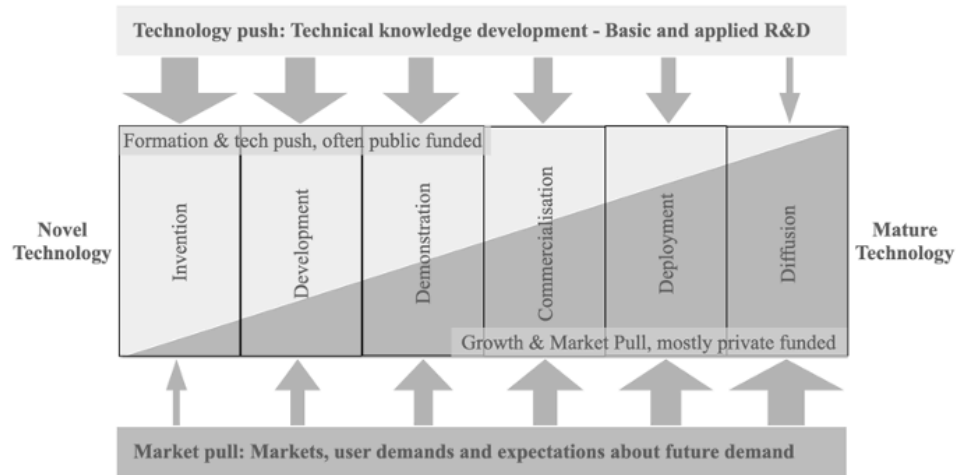 Technology push: Technical knowledge development - Basic and applied R&D
Formation & tech push, often public funded
Novel
Technology
Invention
Development
Demonstration
Commercialisation
Deployment
Diffusion
Mature
Technology
Growth & Market Pull, mostly private funded
Market pull: Markets, user demands and expectations about future demand